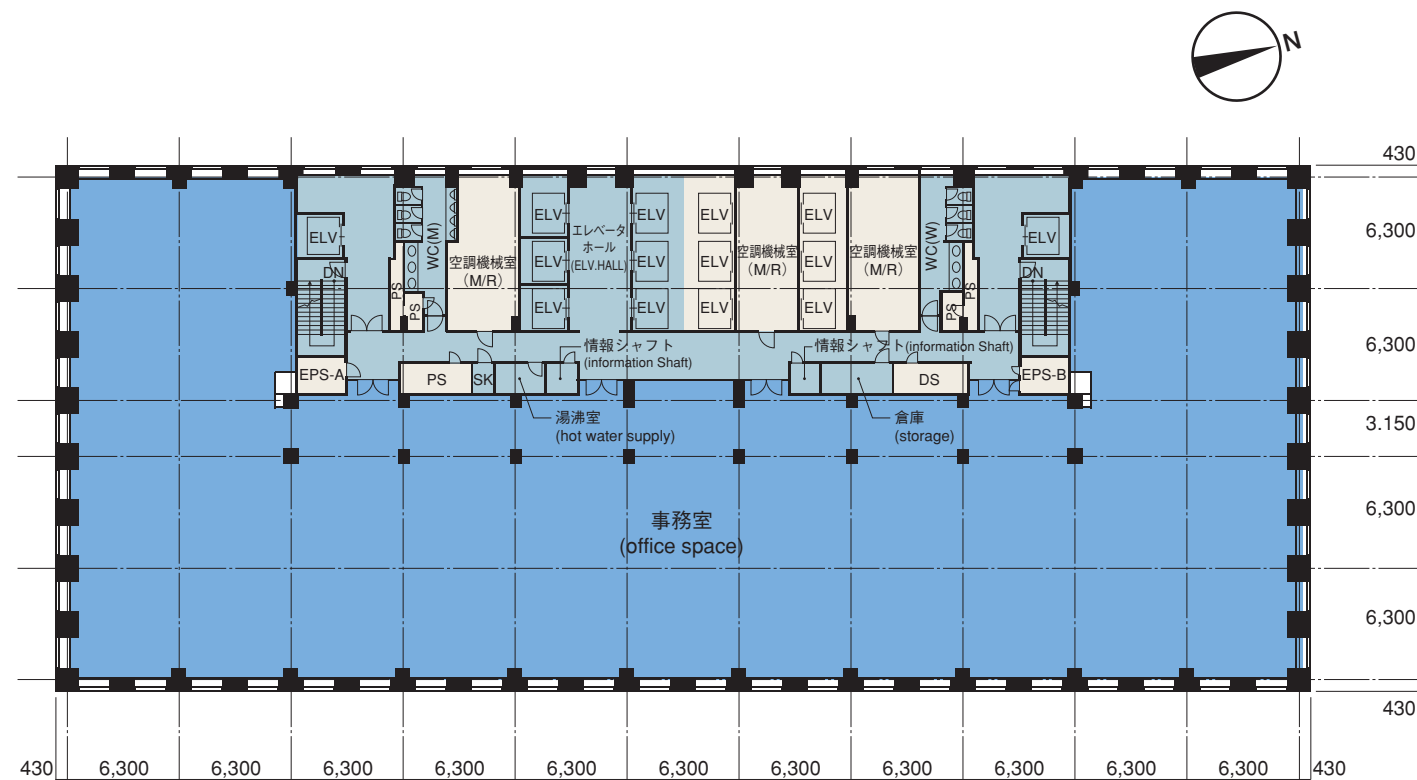 N
430
ELV
ELV
ELV
ELV
ELV
エレベータ
ホール
(ELV.HALL)
ELV
ELV
ELV
ELV
ELV
ELV
ELV
ELV
ELV
ELV
ELV
ELV
WC(M)
WC(W)
空調機械室
(M/R)
空調機械室
(M/R)
空調機械室
(M/R)
6,300
DN
DN
PS
PS
PS
PS
情報シャフト
(information Shaft)
情報シャフト(information Shaft)
6,300
EPS-A
PS
SK
DS
EPS-B
湯沸室
(hot water supply)
倉庫
(storage)
3.150
事務室
(office space)
6,300
6,300
430
430
6,300
6,300
6,300
6,300
6,300
6,300
6,300
6,300
6,300
6,300
6,300
430